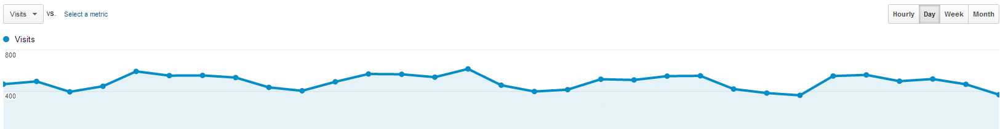 Visits vs. Select a metric
Hourly Day Week Month
Visits
800
400